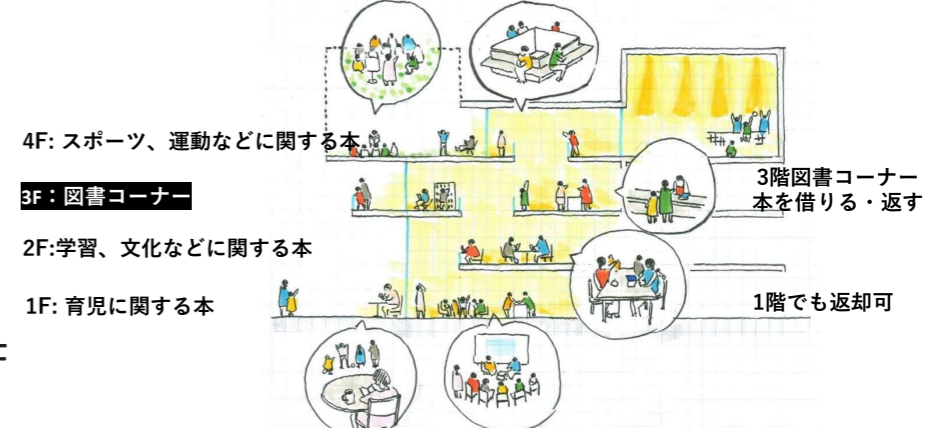 4F: スポーツ、運動などに関する本
3F：図書コーナー
2F:学習、文化などに関する本
1F: 育児に関する本
3階図書コーナー
本を借りる・返す
1階でも返却可